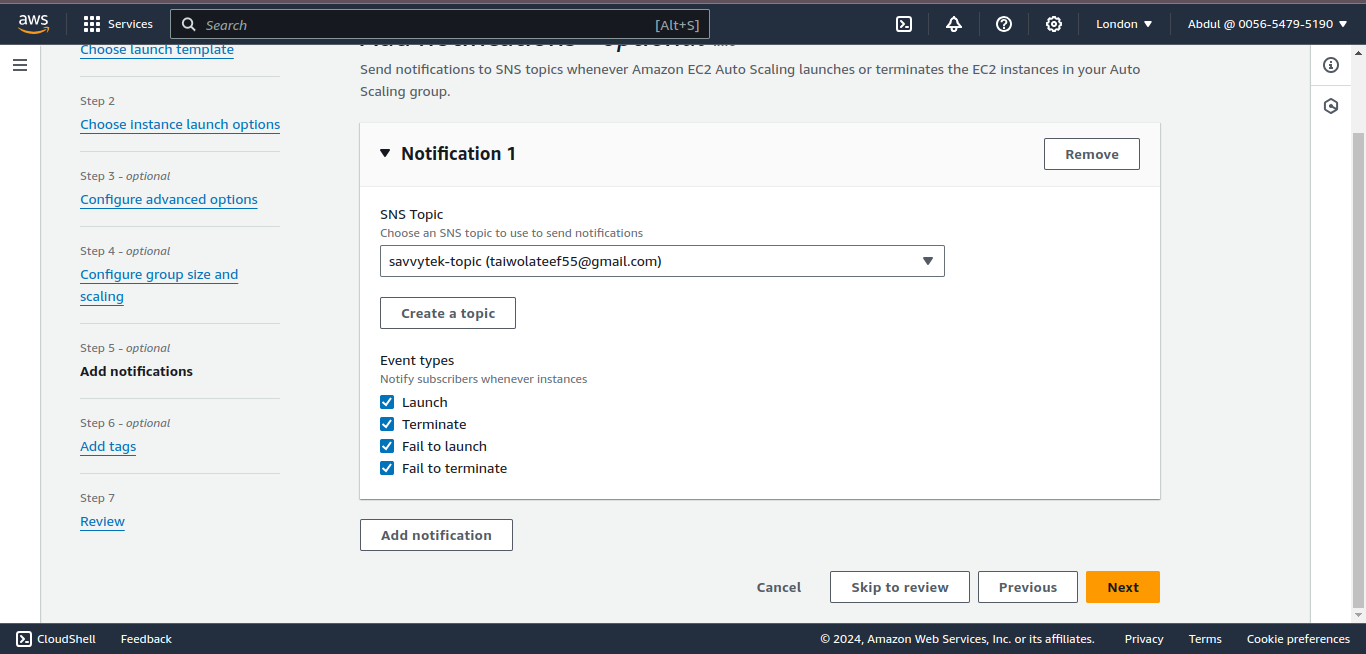 aws
Services
Search
[Alt+S]
London
Abdul @ 0056-5479-5190
Choose launch template
Step 2
Choose instance launch options
Step 3 - optional
Configure advanced options
Step 4 - optional
Configure group size and
scaling
Step 5 - optional
Add notifications
Step 6 - optional
Add tags
Step 7
Review
Add notifications - optional
Send notifications to SNS topics whenever Amazon EC2 Auto Scaling launches or terminates the EC2 instances in your Auto
Scaling group.
Notification 1
Remove
SNS Topic
Choose an SNS topic to use to send notifications
savvytek-topic (taiwolateef55@gmail.com)
Create a topic
Event types
Notify subscribers whenever instances
Launch
Terminate
Fail to launch
Fail to terminate
Add notification
Cancel
Skip to review
Previous
Next
CloudShell
Feedback
© 2024, Amazon Web Services, Inc. or its affiliates.
Privacy
Terms
Cookie preferences